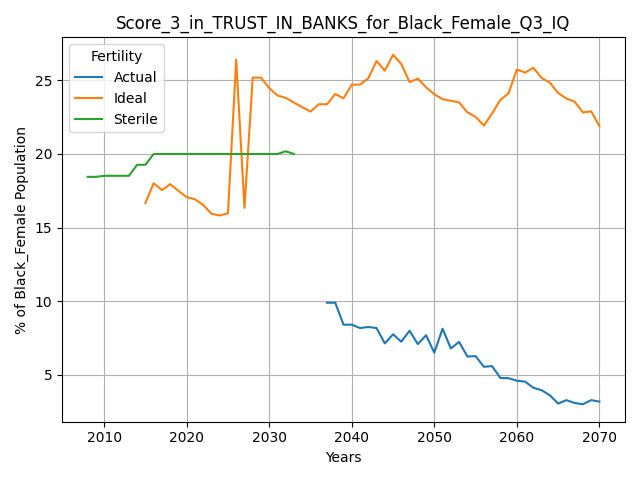 Score_3_in_TRUST_IN_BANKS_for_Black_Female_Q3_IQ
Fertility
Actual
Ideal
Sterile
% of Black_Female Population
25
20
15
10
5
2010 2020 2030 2040 2050 2060 2070
Years